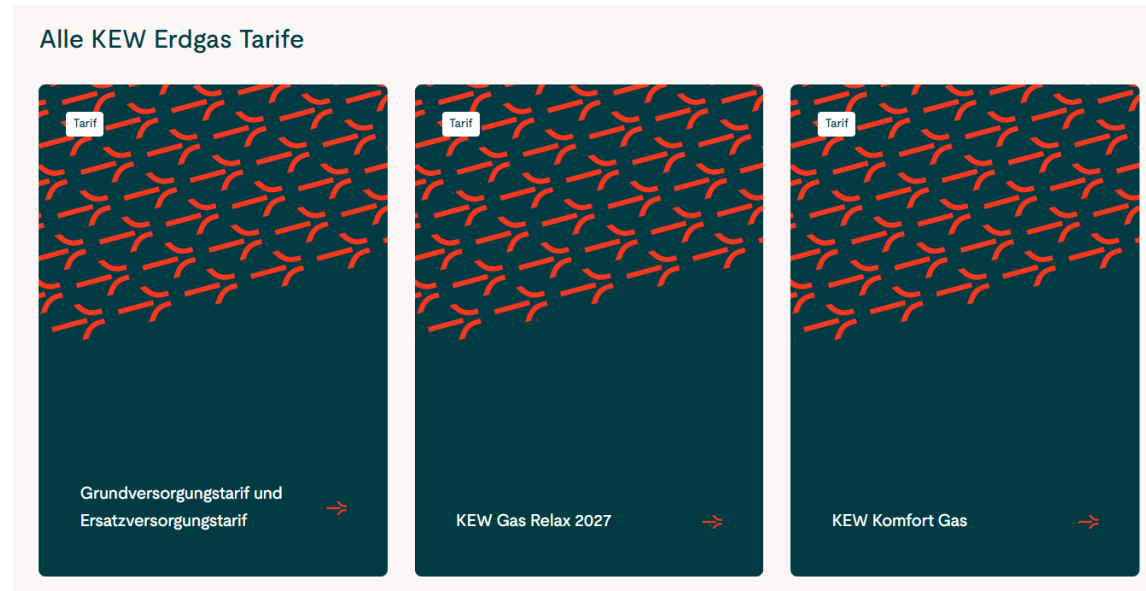 Alle KEW Erdgas Tarife
Tarif
Grundversorgungstarif und
Ersatzversorgungstarif
Tarif
KEW Gas Relax 2027
Tarif
KEW Komfort Gas